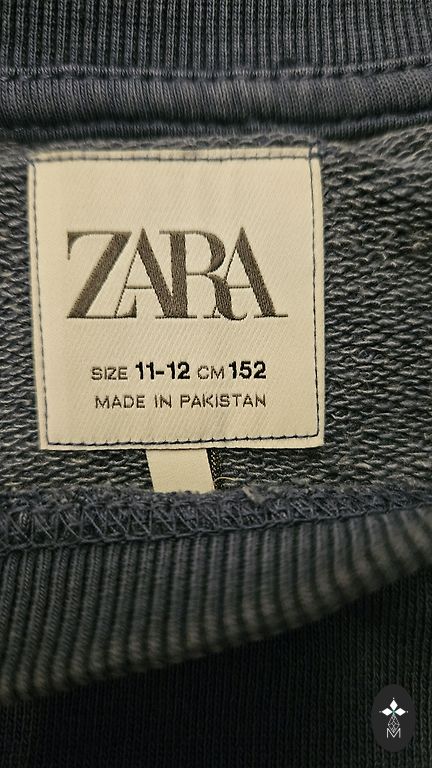 ZARA
SIZE 11-12 CM 152
MADE IN PAKISTAN
M